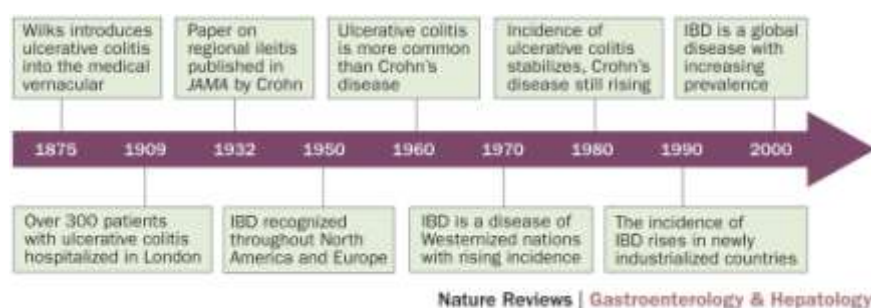 Wilks introduces
ulcerative colitis
into the medical
vernacular
Paper on
regional ileitis
published in
JAMA by Crohn
Ulcerative colitis
is more common
than Crohn's
disease
Incidence of
ulcerative colitis
stabilizes, Crohn's
disease still rising
IBD is a global
disease with
increasing
prevalence
1875 1909 1932 1950 1960 1970 1980 1990 2000
Over 300 patients
with ulcerative colitis
hospitalized in London
IBD recognized
throughout North
America and Europe
IBD is a disease of
Westernized nations
with rising incidence
The incidence of
IBD rises in newly
industrialized countries
Nature Reviews | Gastroenterology & Hepatology